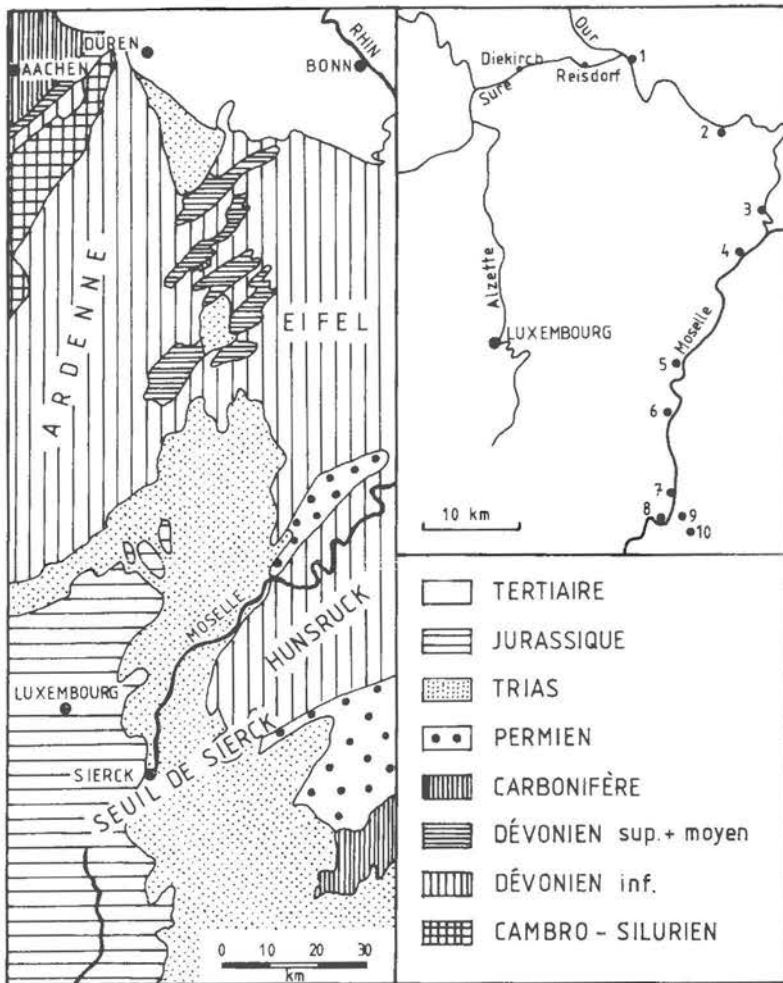 DÜREN
AACHEN
RHIN
BONN
ARDENNE
EIFEL
MOSELLE
HUNSRUCK
LUXEMBOURG
SIERCK
SEUIL DE SIERCK
0 10 20 30
km
Our
Diekirch
Reisdorf
Sûre
1
2
3
4
Alzette
LUXEMBOURG
Moselle
5
6
7
8
9
10
10 km
TERTIAIRE
JURASSIQUE
TRIAS
PERMIEN
CARBONIFÈRE
DÉVONIEN sup. + moyen
DÉVONIEN inf.
CAMBRO - SILURIEN